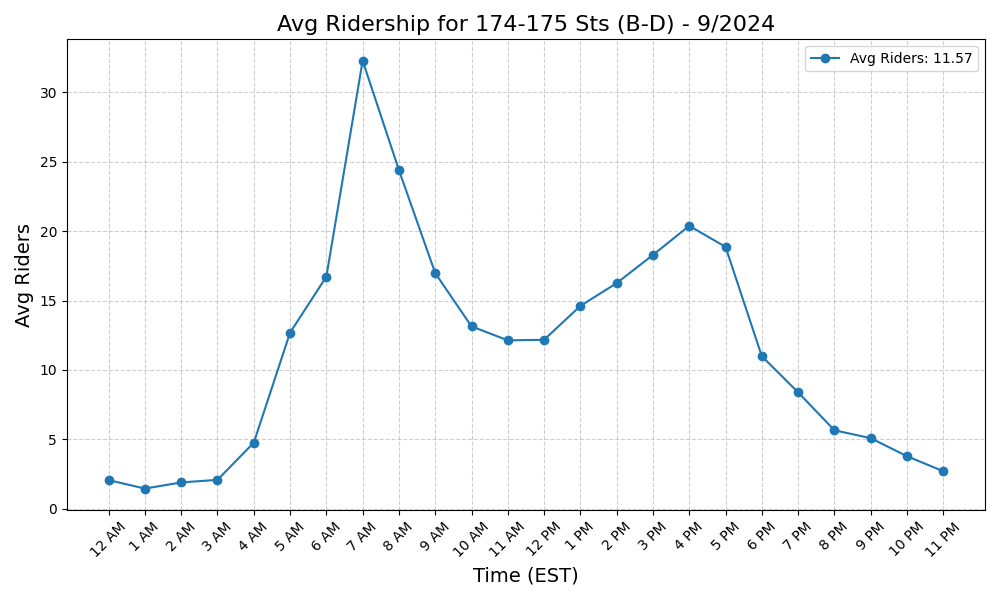 Avg Ridership for 174-175 Sts (B-D) - 9/2024
Avg Riders: 11.57
Avg Riders
30
25
20
15
10
5
0
12 AM
1 AM
2 AM
3 AM
4 AM
5 AM
6 AM
7 AM
8 AM
9 AM
10 AM
11 AM
12 PM
1 PM
2 PM
3 PM
4 PM
5 PM
6 PM
7 PM
8 PM
9 PM
10 PM
11 PM
Time (EST)